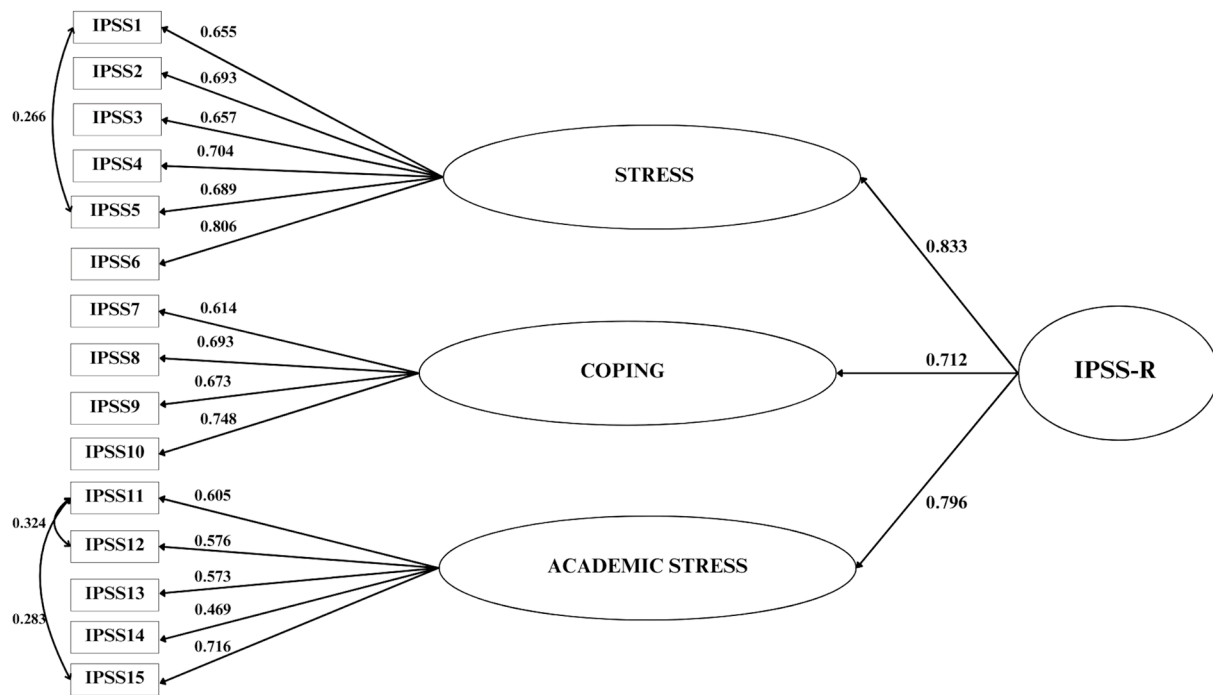 IPSS1
0.655
IPSS2
0.693
IPSS3
0.657
0.266
IPSS4
0.704
STRESS
IPSS5
0.689
IPSS6
0.806
0.833
IPSS7
0.614
IPSS8
0.693
COPING
0.712
IPSS-R
IPSS9
0.673
IPSS10
0.748
IPSS11
0.605
0.796
0.324
IPSS12
0.576
ACADEMIC STRESS
IPSS13
0.573
0.283
IPSS14
0.469
IPSS15
0.716